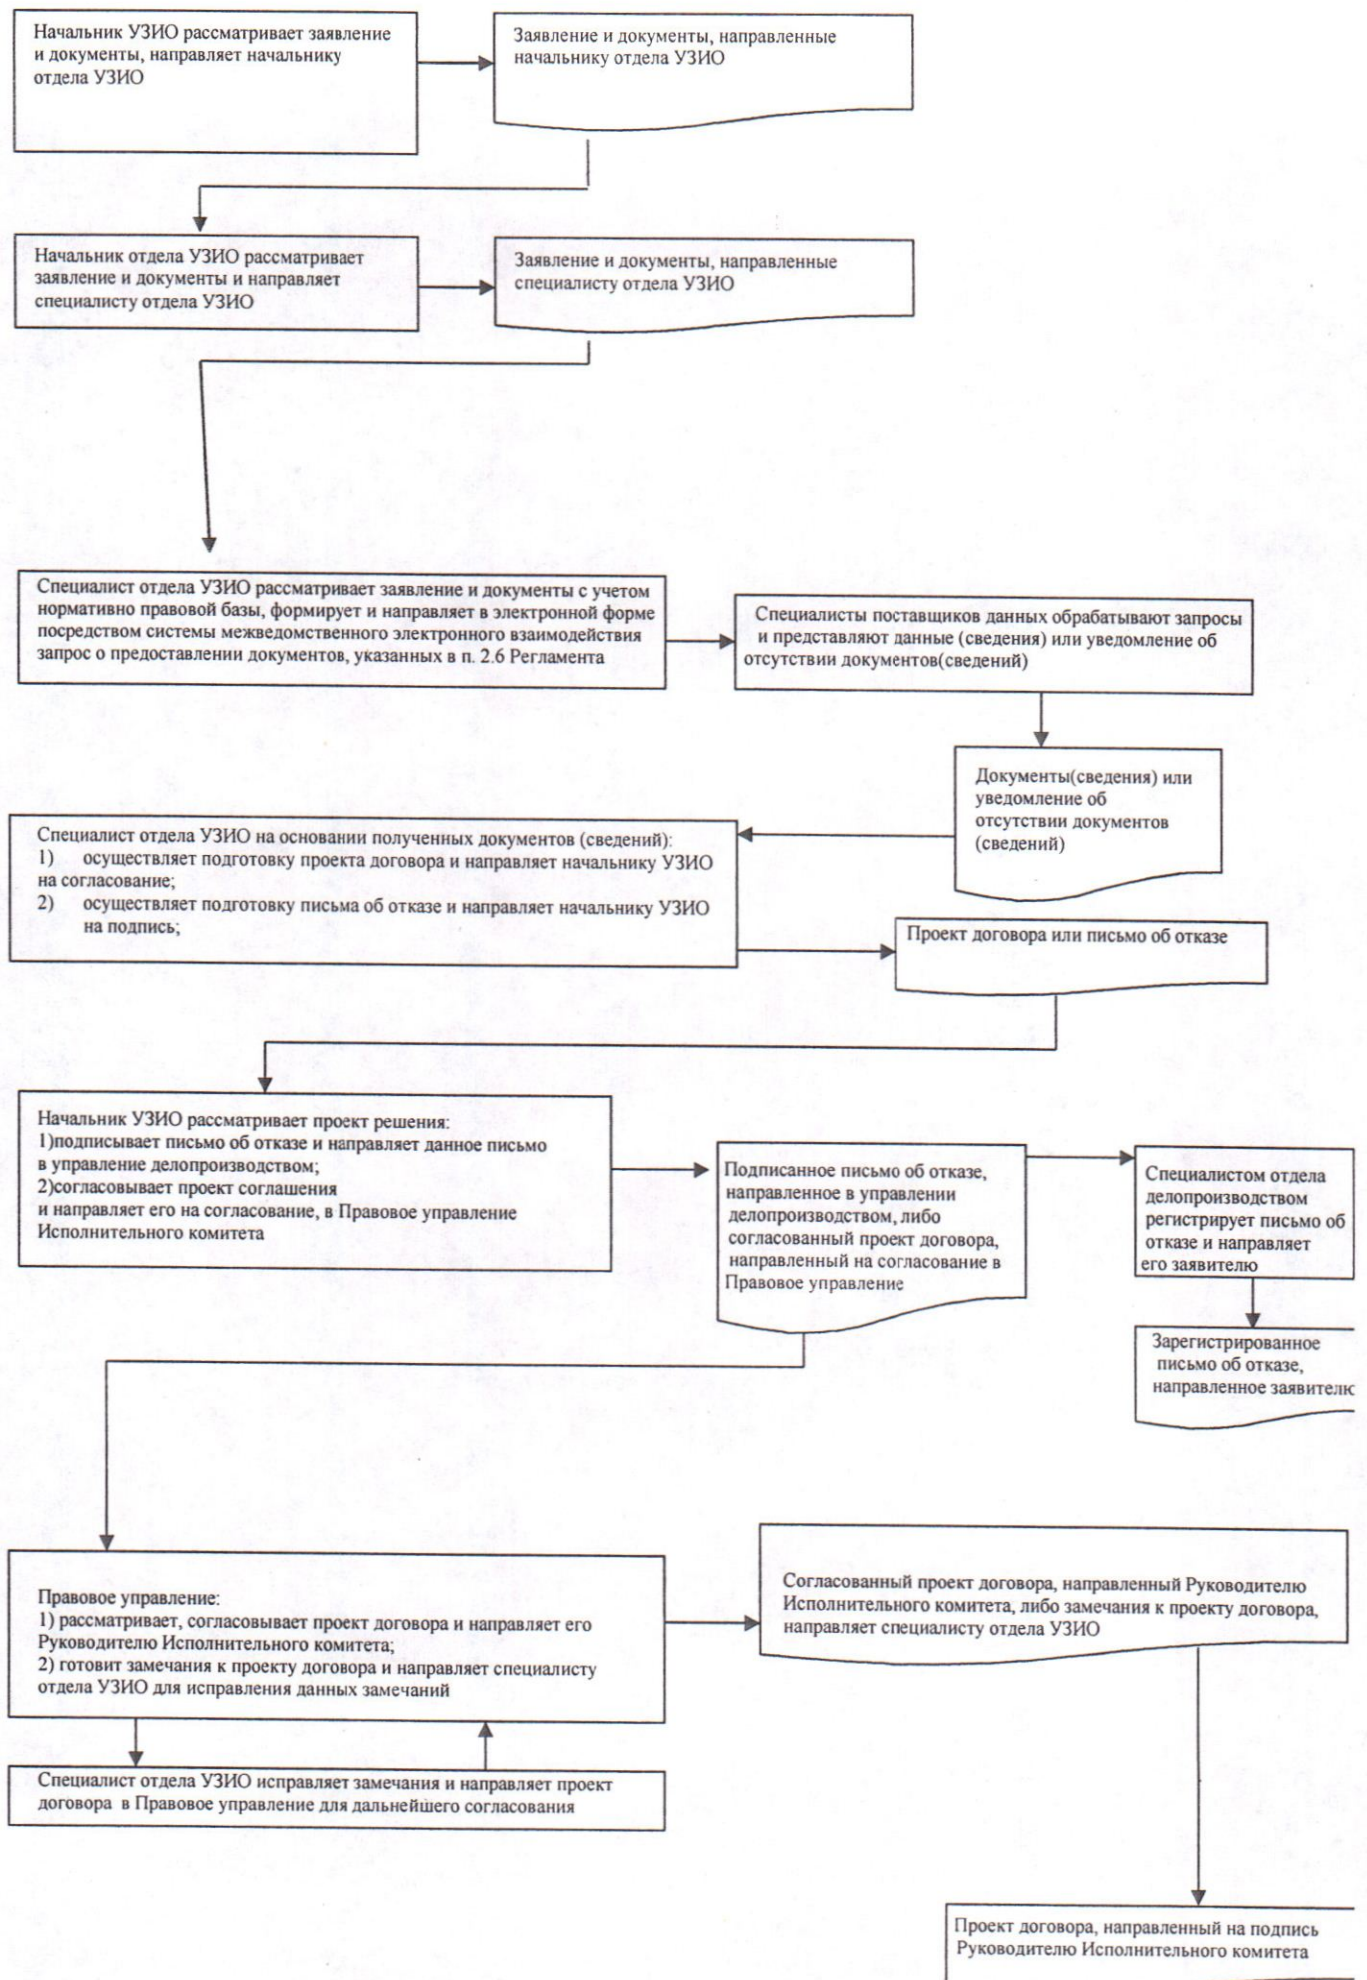 Начальник УЗИО рассматривает заявление
и документы, направляет начальнику
отдела УЗИО
Заявление и документы, направленные
начальнику отдела УЗИО
Начальник отдела УЗИО рассматривает
заявление и документы и направляет
специалисту отдела УЗИО
Заявление и документы, направленные
специалисту отдела УЗИО
Специалист отдела УЗИО рассматривает заявление и документы с учетом
нормативно правовой базы, формирует и направляет в электронной форме
посредством системы межведомственного электронного взаимодействия
запрос о предоставлении документов, указанных в п. 2.6 Регламента
Специалисты поставщиков данных обрабатывают запросы
и представляют данные (сведения) или уведомление об
отсутствии документов(сведений)
Документы(сведения) или
уведомление об
отсутствии документов
(сведений)
Специалист отдела УЗИО на основании полученных документов (сведений):
1) осуществляет подготовку проекта договора и направляет начальнику УЗИО
на согласование;
2) осуществляет подготовку письма об отказе и направляет начальнику УЗИО
на подпись;
Проект договора или письмо об отказе
Начальник УЗИО рассматривает проект решения:
1)подписывает письмо об отказе и направляет данное письмо
в управление делопроизводством;
2)согласовывает проект соглашения
и направляет его на согласование, в Правовое управление
Исполнительного комитета
Подписанное письмо об отказе,
направленное в управлении
делопроизводством, либо
согласованный проект договора,
направленный на согласование в
Правовое управление
Специалистом отдела
делопроизводством
регистрирует письмо об
отказе и направляет
его заявителю
Зарегистрированное
письмо об отказе,
направленное заявителю
Правовое управление:
1) рассматривает, согласовывает проект договора и направляет его
Руководителю Исполнительного комитета;
2) готовит замечания к проекту договора и направляет специалисту
отдела УЗИО для исправления данных замечаний
Согласованный проект договора, направленный Руководителю
Исполнительного комитета, либо замечания к проекту договора,
направляет специалисту отдела УЗИО
Специалист отдела УЗИО исправляет замечания и направляет проект
договора в Правовое управление для дальнейшего согласования
Проект договора, направленный на подпись
Руководителю Исполнительного комитета